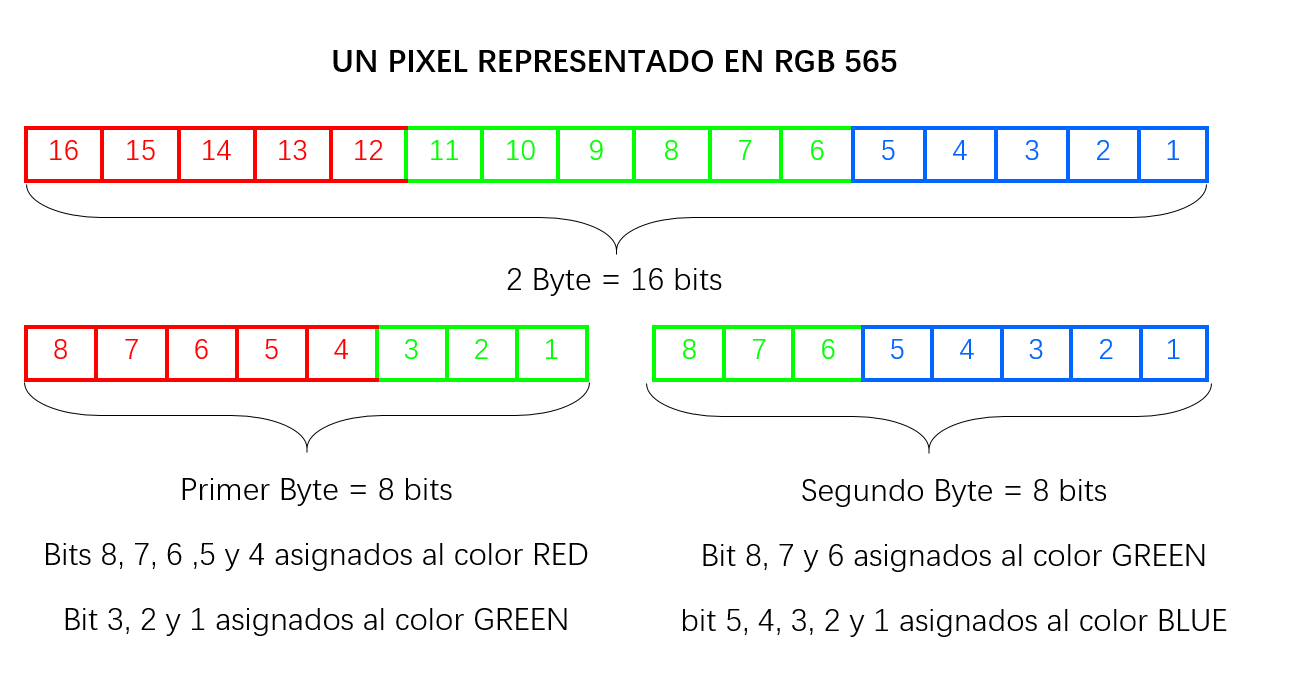 UN PIXEL REPRESENTADO EN RGB 565
16 15 14 13 12 11 10 9 8 7 6 5 4 3 2 1
2 Byte = 16 bits
8 7 6 5 4 3 2 1
8 7 6 5 4 3 2 1
Primer Byte = 8 bits
Bits 8, 7, 6 ,5 y 4 asignados al color RED
Bit 3, 2 y 1 asignados al color GREEN
Segundo Byte = 8 bits
Bit 8, 7 y 6 asignados al color GREEN
bit 5, 4, 3, 2 y 1 asignados al color BLUE